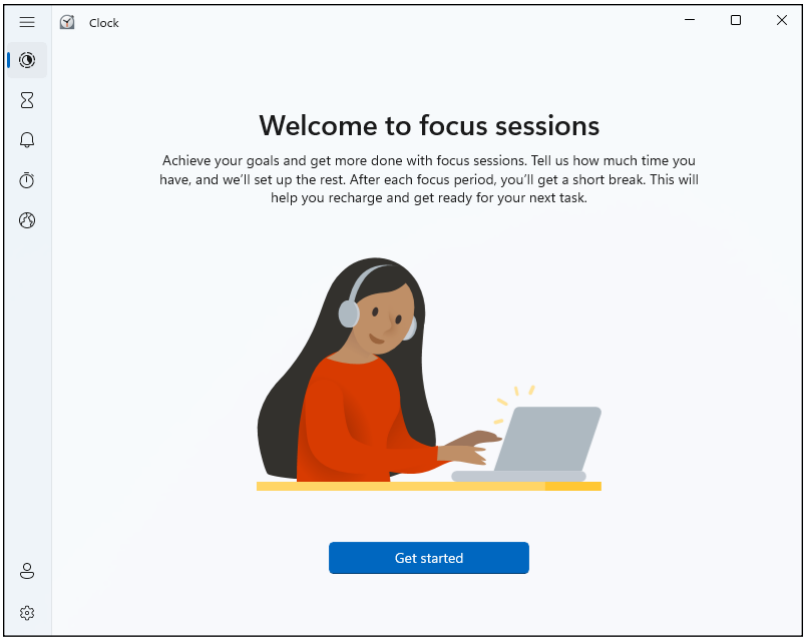 Clock
Welcome to focus sessions
Achieve your goals and get more done with focus sessions. Tell us how much time you
have, and we’ll set up the rest. After each focus period, you’ll get a short break. This will
help you recharge and get ready for your next task.
Get started